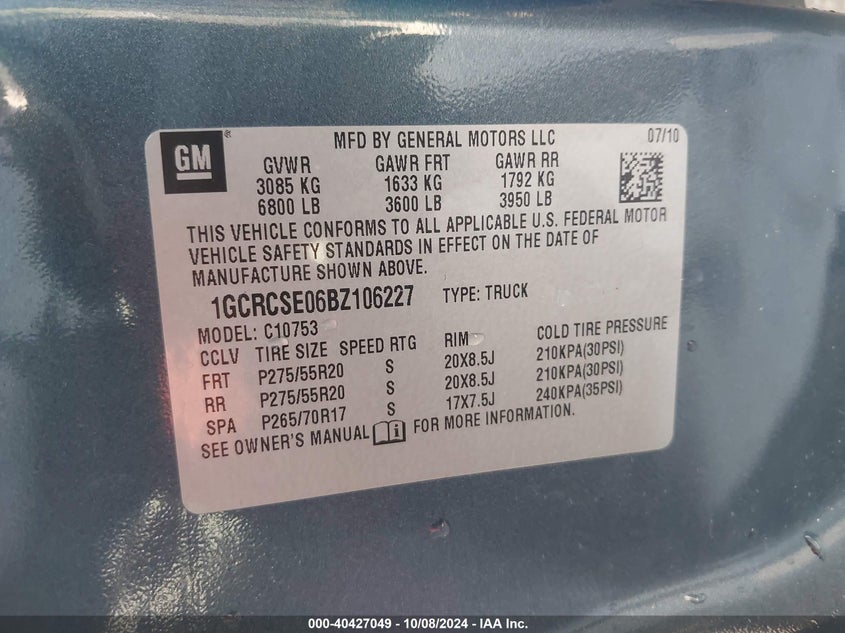 GM ®
MFD BY GENERAL MOTORS LLC 07/10
GVWR GAWR FRT GAWR RR
3085 KG 1633 KG 1792 KG
6800 LB 3600 LB 3950 LB
THIS VEHICLE CONFORMS TO ALL APPLICABLE U.S. FEDERAL MOTOR
VEHICLE SAFETY STANDARDS IN EFFECT ON THE DATE OF
MANUFACTURE SHOWN ABOVE.
1GCRCSE06BZ106227 TYPE: TRUCK
MODEL: C10753
CCLV TIRE SIZE SPEED RTG RIM COLD TIRE PRESSURE
FRT P275/55R20 S 20X8.5J 210KPA(30PSI)
RR P275/55R20 S 20X8.5J 210KPA(30PSI)
SPA P265/70R17 S 17X7.5J 240KPA(35PSI)
SEE OWNER'S MANUAL FOR MORE INFORMATION.
000-40427049 - 10/08/2024 - IAA Inc.